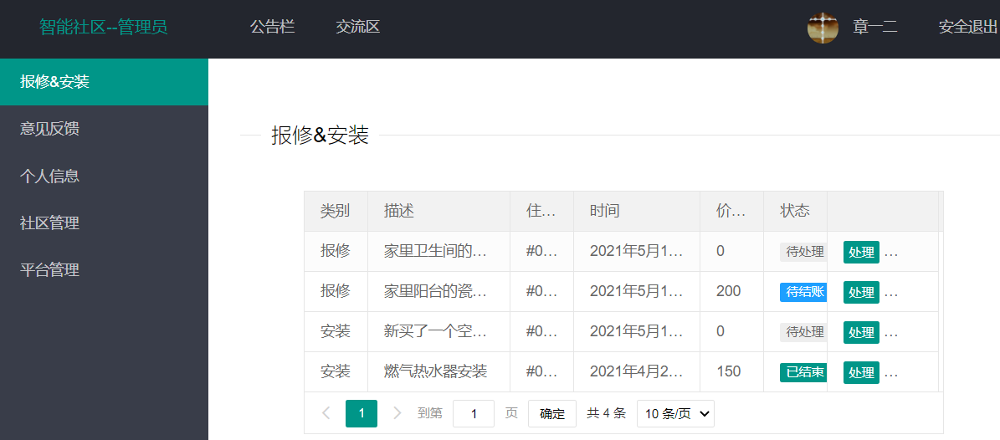 智能社区--管理员 公告栏 交流区 章一二 安全退出
报修&安装
意见反馈
个人信息
社区管理
平台管理
报修&安装
类别 描述 住... 时间 价... 状态
报修 家里卫生间的... #0... 2021年5月1... 0 待处理 处理 ...
报修 家里阳台的瓷... #0... 2021年5月1... 200 待结账 处理 ...
安装 新买了一个空... #0... 2021年5月1... 0 待处理 处理 ...
安装 燃气热水器安装 #0... 2021年4月2... 150 已结束 处理 ...
1 到第 1 页 确定 共 4 条 10 条/页